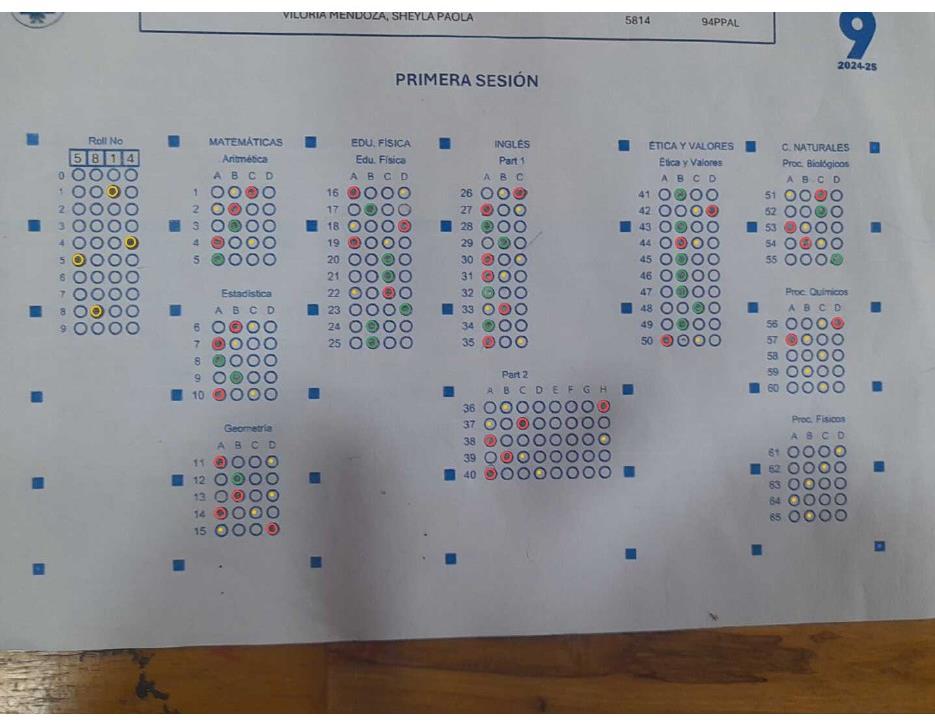 VILORIA MENDOZA, SHEYLA PAOLA 5814 94PPAL
9
2024-25
PRIMERA SESIÓN
Roll No
5 8 1 4
0
1
2
3
4
5
6
7
8
9
MATEMÁTICAS
Aritmética
A B C D
1
2
3
4
5
Estadística
A B C D
6
7
8
9
10
Geometría
A B C D
11
12
13
14
15
EDU. FÍSICA
Edu. Física
A B C D
16
17
18
19
20
21
22
23
24
25
INGLÉS
Part 1
A B C
26
27
28
29
30
31
32
33
34
35
Part 2
A B C D E F G H
36
37
38
39
40
ÉTICA Y VALORES
Ética y Valores
A B C D
41
42
43
44
45
46
47
48
49
50
C. NATURALES
Proc. Biológicos
A B C D
51
52
53
54
55
Proc. Químicos
A B C D
56
57
58
59
60
Proc. Físicos
A B C D
61
62
63
64
65